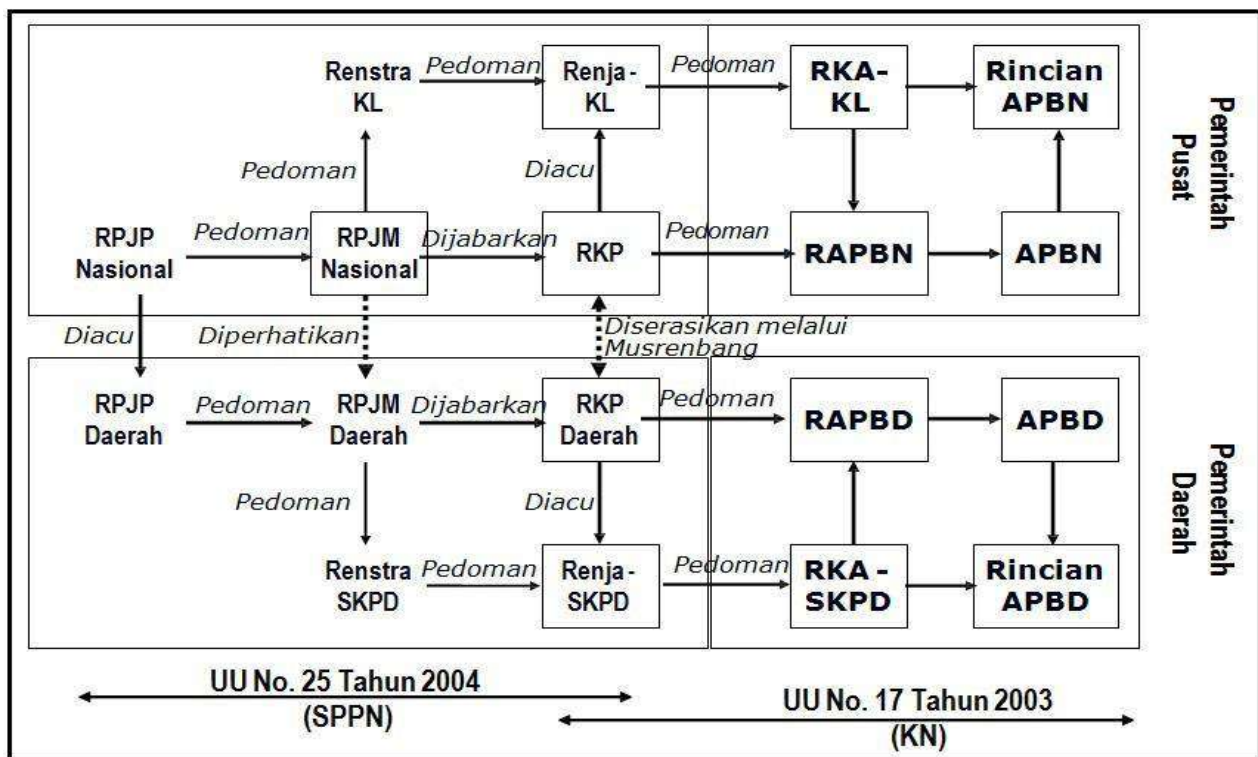 Renstra
KL
Pedoman
Renja -
KL
Pedoman
RKA-
KL
Rincian
APBN
Pemerintah
Pusat
Pedoman
Diacu
RPJP
Nasional
Pedoman
RPJM
Nasional
Dijabarkan
RKP
Pedoman
RAPBN
APBN
Diacu
Diperhatikan
Diserasikan melalui
Musrenbang
RPJP
Daerah
Pedoman
RPJM
Daerah
Dijabarkan
RKP
Daerah
Pedoman
RAPBD
APBD
Pemerintah
Daerah
Pedoman
Diacu
Renstra
SKPD
Pedoman
Renja -
SKPD
Pedoman
RKA -
SKPD
Rincian
APBD
UU No. 25 Tahun 2004
(SPPN)
UU No. 17 Tahun 2003
(KN)